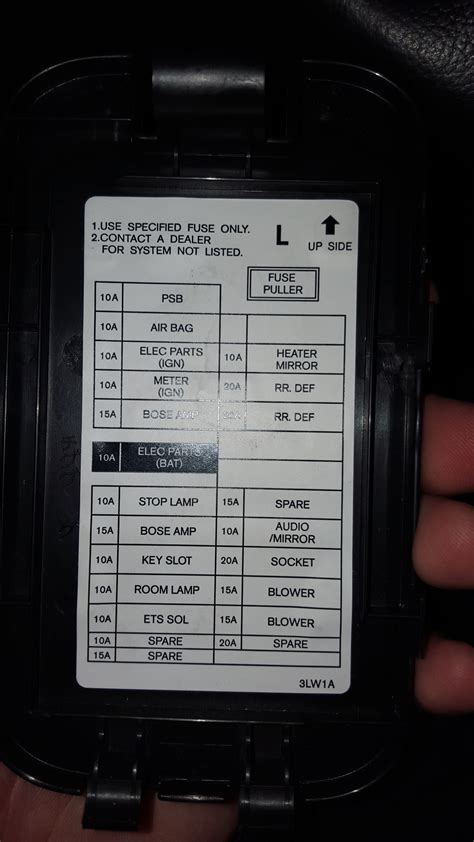 1.USE SPECIFIED FUSE ONLY.
2.CONTACT A DEALER
FOR SYSTEM NOT LISTED.
L
UP SIDE
FUSE
PULLER
10A PSB
10A AIR BAG
10A ELEC PARTS (IGN) 10A HEATER MIRROR
10A METER (IGN) 20A RR. DEF
15A BOSE AMP 20A RR. DEF
10A ELEC PARTS (BAT)
10A STOP LAMP 15A SPARE
15A BOSE AMP 10A AUDIO /MIRROR
10A KEY SLOT 20A SOCKET
10A ROOM LAMP 15A BLOWER
10A ETS SOL 15A BLOWER
10A SPARE 20A SPARE
15A SPARE
3LW1A